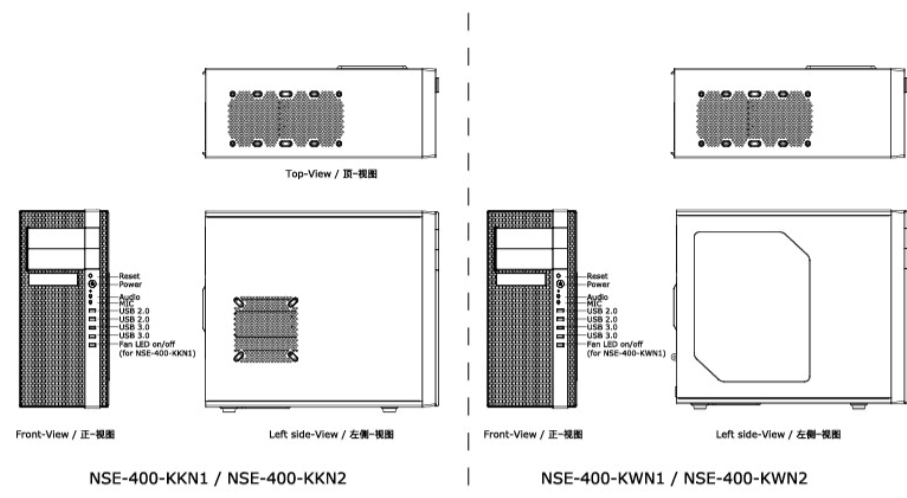 Top-View / 顶-视图
Reset
Power
Audio
MIC
USB 2.0
USB 2.0
USB 3.0
USB 3.0
Fan LED on/off
(for NSE-400-KKN1)
Front-View / 正-视图
Left side-View / 左侧-视图
NSE-400-KKN1 / NSE-400-KKN2
Reset
Power
Audio
MIC
USB 2.0
USB 2.0
USB 3.0
USB 3.0
Fan LED on/off
(for NSE-400-KWN1)
Front-View / 正-视图
Left side-View / 左侧-视图
NSE-400-KWN1 / NSE-400-KWN2